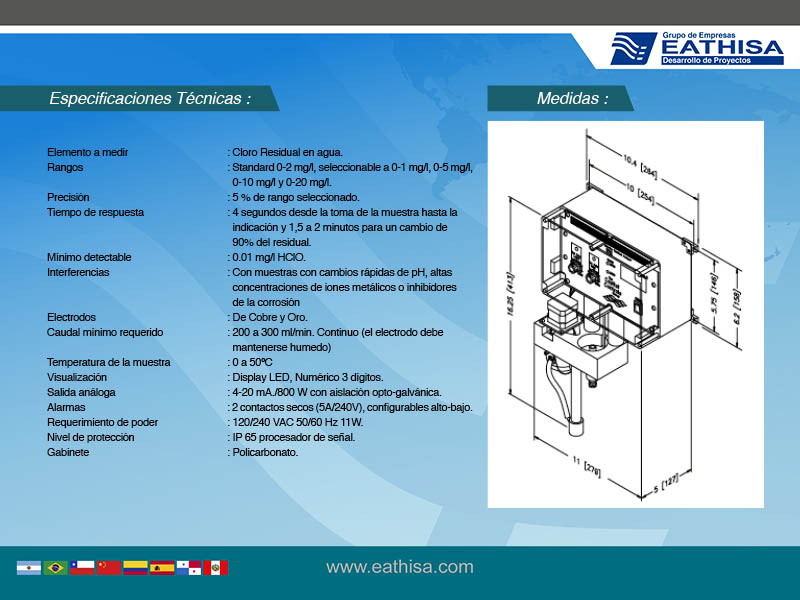 Grupo de Empresas
EATHISA
Desarrollo de Proyectos
Especificaciones Técnicas :
Medidas :
Elemento a medir : Cloro Residual en agua.
Rangos : Standard 0-2 mg/l, seleccionable a 0-1 mg/l, 0-5 mg/l,
0-10 mg/l y 0-20 mg/l.
Precisión : 5 % de rango seleccionado.
Tiempo de respuesta : 4 segundos desde la toma de la muestra hasta la
indicación y 1,5 a 2 minutos para un cambio de
90% del residual.
Mínimo detectable : 0.01 mg/l HClO.
Interferencias : Con muestras con cambios rápidas de pH, altas
concentraciones de iones metálicos o inhibidores
de la corrosión
Electrodos : De Cobre y Oro.
Caudal mínimo requerido : 200 a 300 ml/min. Continuo (el electrodo debe
mantenerse humedo)
Temperatura de la muestra : 0 a 50ºC
Visualización : Display LED, Numérico 3 dígitos.
Salida análoga : 4-20 mA./800 W con aislación opto-galvánica.
Alarmas : 2 contactos secos (5A/240V), configurables alto-bajo.
Requerimiento de poder : 120/240 VAC 50/60 Hz 11W.
Nivel de protección : IP 65 procesador de señal.
Gabinete : Policarbonato.
10.4 [264]
10 [254]
16.25 [413]
5.75 [146]
6.2 [158]
11 [279]
5 [127]
www.eathisa.com